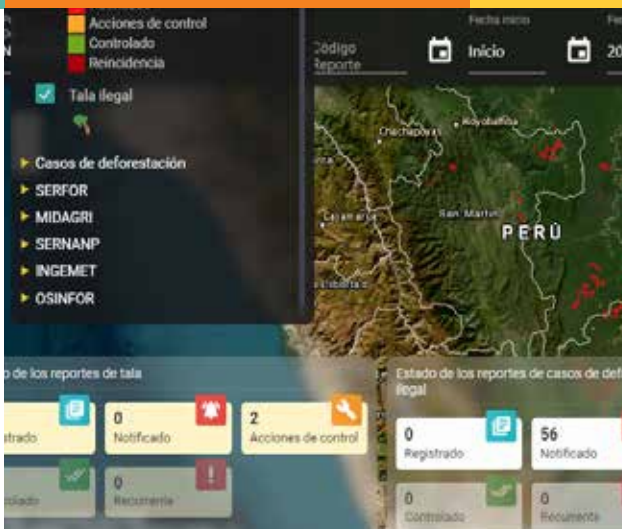 Acciones de control
Controlado
Reincidencia
Tala ilegal
Casos de deforestación
SERFOR
MIDAGRI
SERNANP
INGEMET
OSINFOR
Código
Reporte
Fecha inicio
Inicio
20
Chachapoyas
Moyobamba
Cajamarca
San Martín
PERÚ
La Libertad
o de los reportes de tala
strado
0
Notificado
2
Acciones de control
olado
0
Recurrente
Estado de los reportes de casos de def
ilegal
0
Registrado
56
Notificado
0
Controlado
0
Recurrente